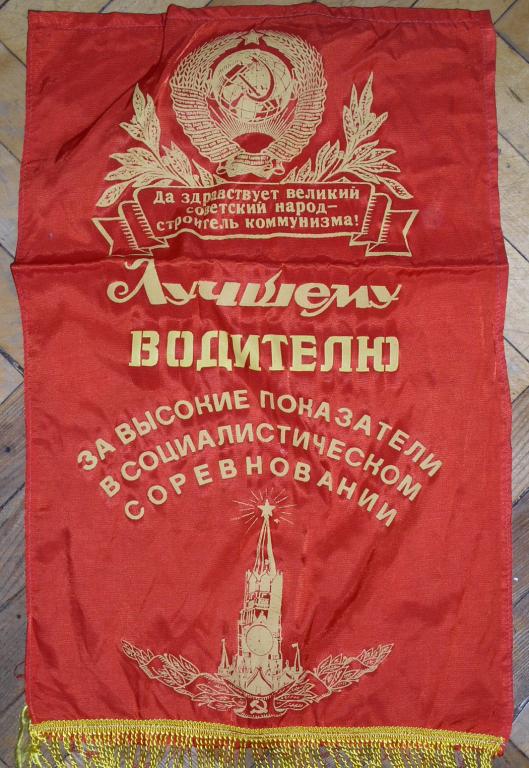 Да здравствует великий
советский народ–
строитель коммунизма!
Лучшему
ВОДИТЕЛЮ
ЗА ВЫСОКИЕ ПОКАЗАТЕЛИ
В СОЦИАЛИСТИЧЕСКОМ
СОРЕВНОВАНИИ